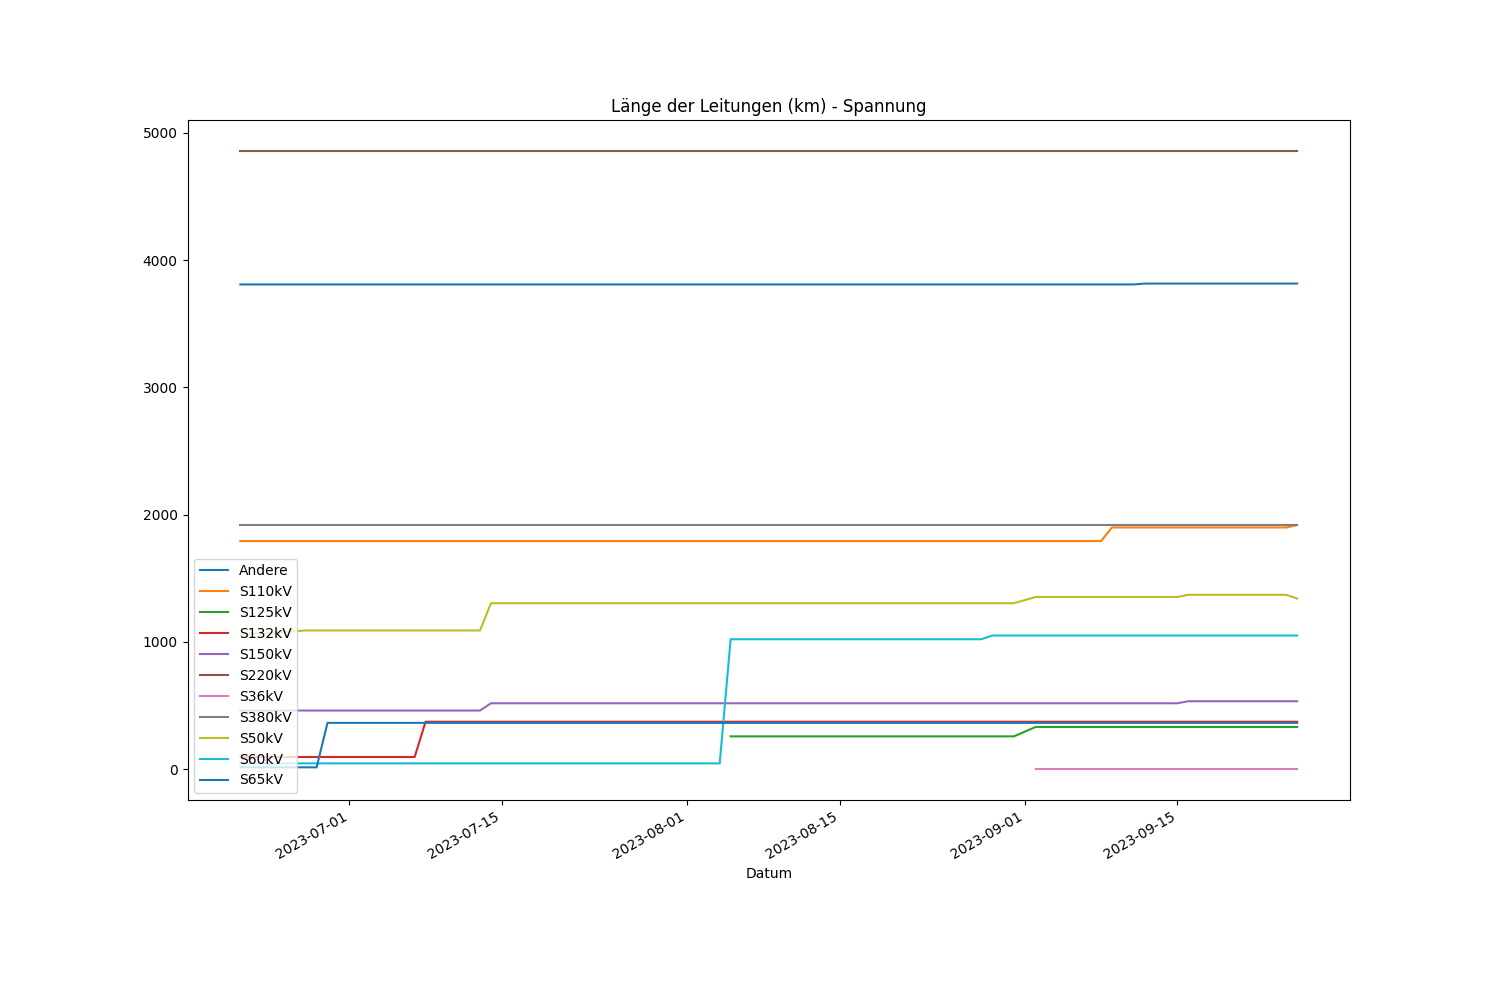 Länge der Leitungen (km) - Spannung
5000
4000
3000
2000
1000
0
Andere
S110kV
S125kV
S132kV
S150kV
S220kV
S36kV
S380kV
S50kV
S60kV
S65kV
2023-07-01
2023-07-15
2023-08-01
2023-08-15
2023-09-01
2023-09-15
Datum